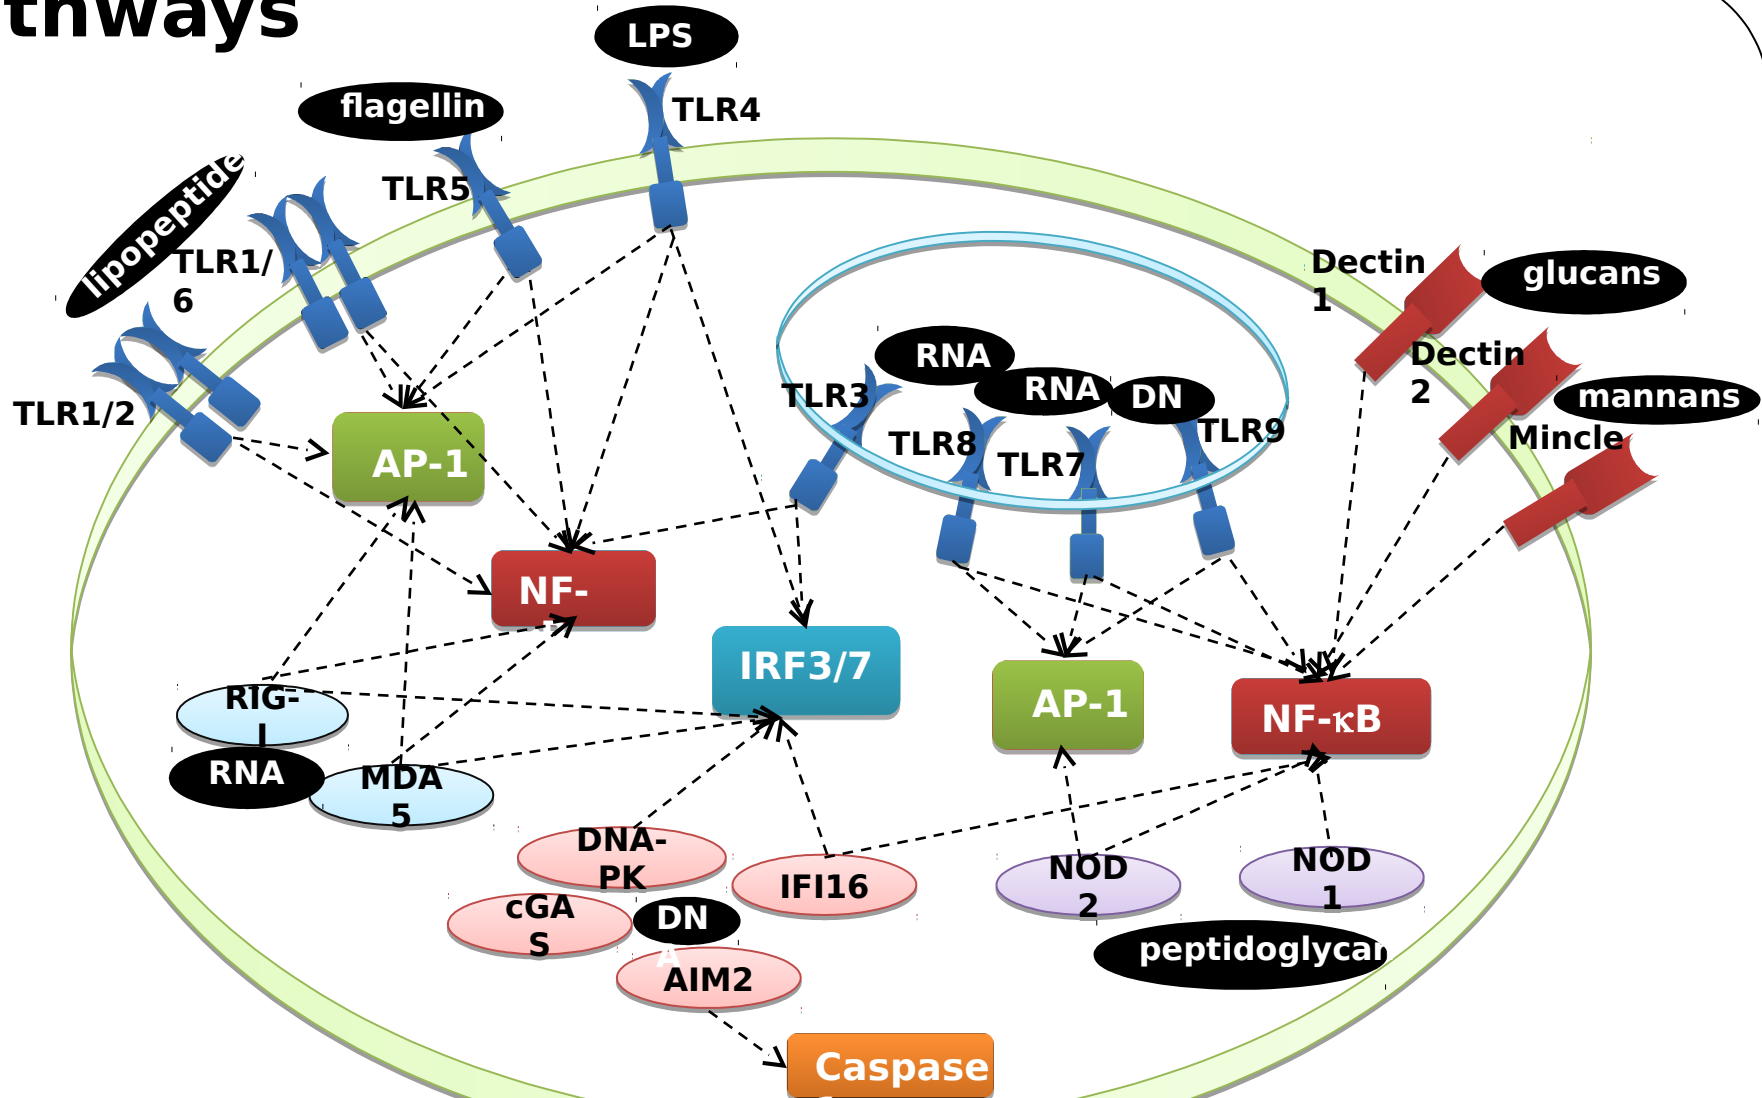 thways
LPS
flagellin
TLR4
lipopeptide
TLR5
TLR1/
6
Dectin
1
glucans
RNA
RNA
DN
TLR3
Dectin
2
mannans
TLR1/2
TLR8
TLR9
Mincle
TLR7
AP-1
NF-
IRF3/7
AP-1
NF-κB
RIG-
I
RNA
MDA
5
DNA-
PK
IFI16
NOD
2
NOD
1
cGA
S
DN
A
AIM2
peptidoglycan
Caspase